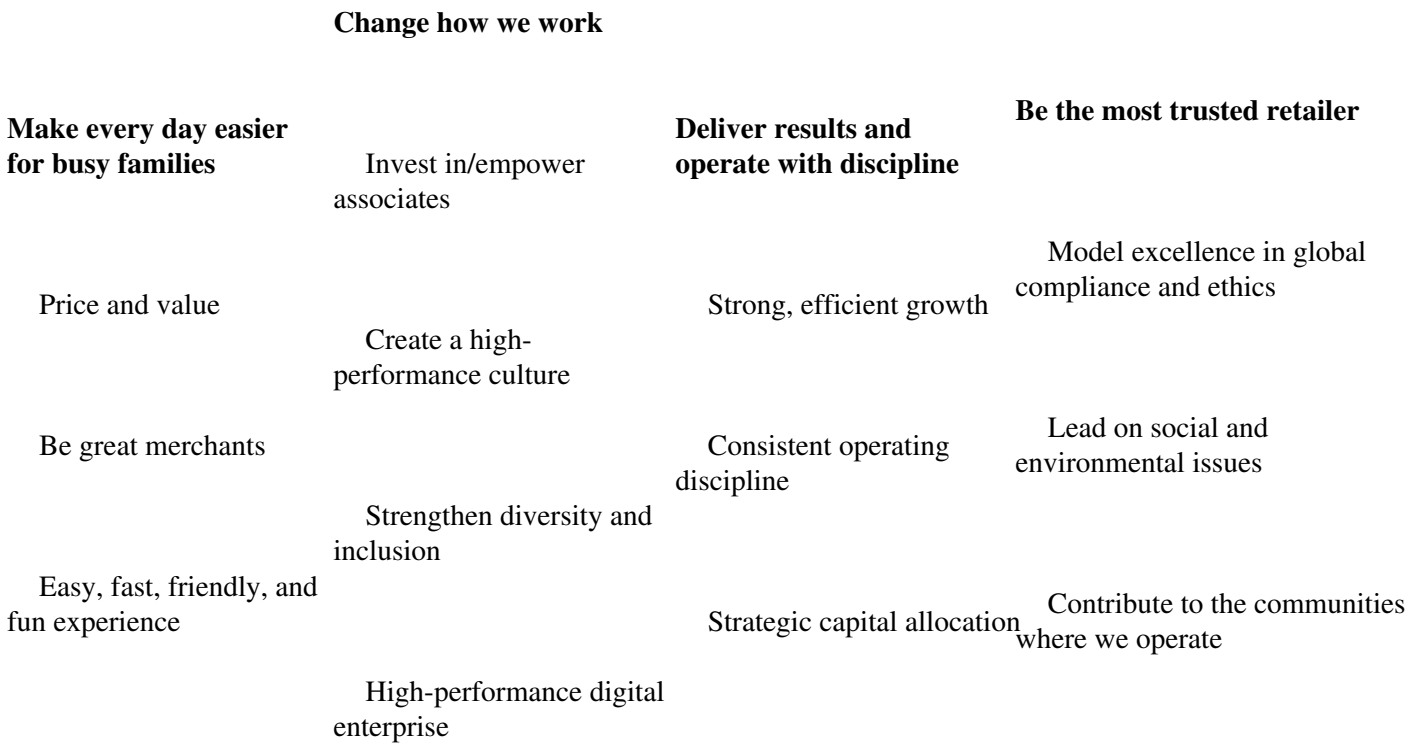 Make every day easier
for busy families
Price and value
Be great merchants
Easy, fast, friendly, and
fun experience
Change how we work
Invest in/empower
associates
Create a high-
performance culture
Strengthen diversity and
inclusion
High-performance digital
enterprise
Deliver results and
operate with discipline
Strong, efficient growth
Consistent operating
discipline
Strategic capital allocation
Be the most trusted retailer
Model excellence in global
compliance and ethics
Lead on social and
environmental issues
Contribute to the communities
where we operate